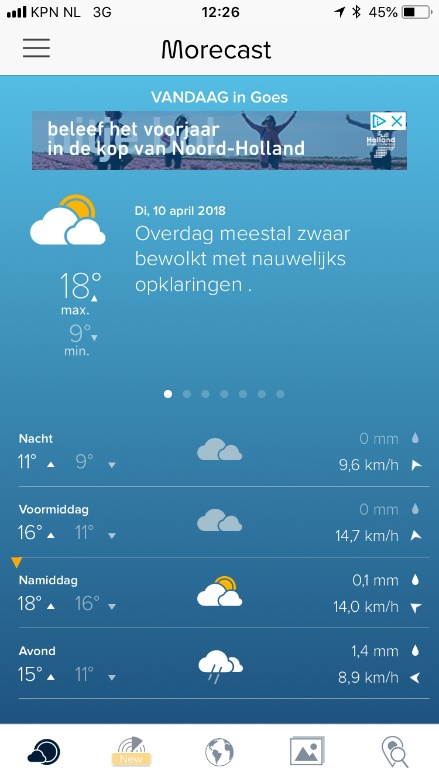 KPN NL 3G 12:26 45%
Morecast
VANDAAG in Goes
beleef het voorjaar
in de kop van Noord-Holland
Holland
Di, 10 april 2018
Overdag meestal zwaar
bewolkt met nauwelijks
opklaringen .
18°
max.
9°
min.
Nacht 0 mm
11° 9° 9,6 km/h
Voormiddag 0 mm
16° 11° 14,7 km/h
Namiddag 0,1 mm
18° 16° 14,0 km/h
Avond 1,4 mm
15° 11° 8,9 km/h
New